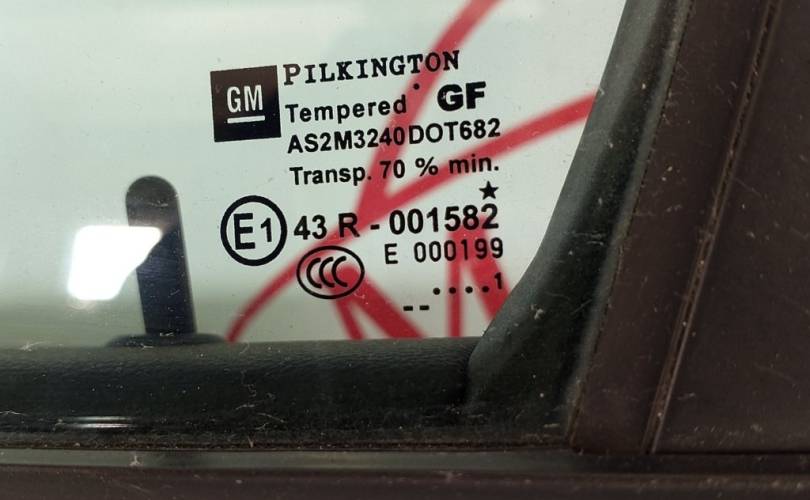 GM
PILKINGTON
Tempered GF
AS2M3240DOT682
Transp. 70 % min.
★
E1 43 R - 001582
CCC E 000199
--····1